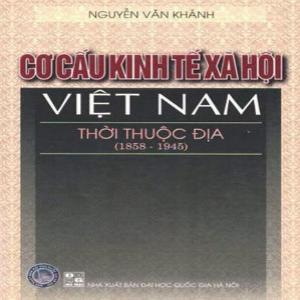 NGUYỄN VĂN KHÁNH
CƠ CẤU KINH TẾ XÃ HỘI
VIỆT NAM
THỜI THUỘC ĐỊA
(1858 - 1945)
NHÀ XUẤT BẢN ĐẠI HỌC QUỐC GIA HÀ NỘI